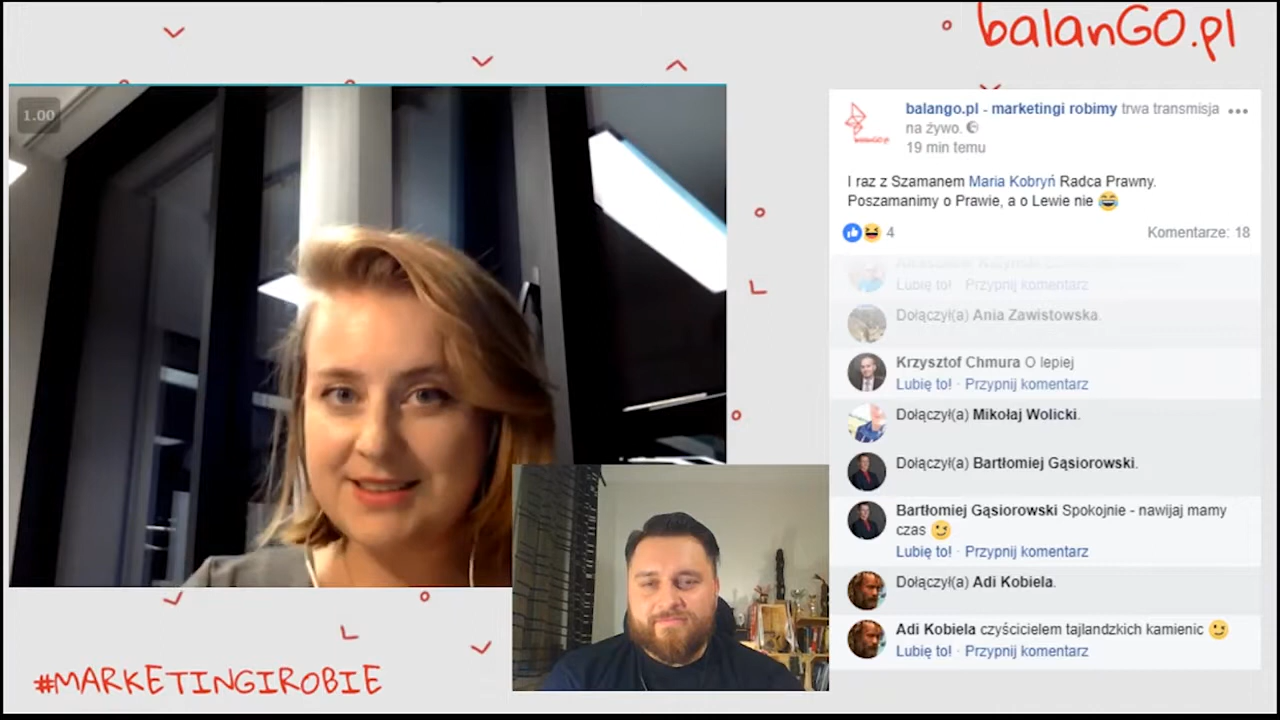 balanGO.pl
1.00
balango.pl - marketingi robimy trwa transmisja
na żywo.
19 min temu
I raz z Szamanem Maria Kobryń Radca Prawny.
Poszamanimy o Prawie, a o Lewie nie 😂
4 Komentarze: 18
Lubię to! · Przypnij komentarz
Dołączył(a) Ania Zawistowska.
Krzysztof Chmura O lepiej
Lubię to! · Przypnij komentarz
Dołączył(a) Mikołaj Wolicki.
Dołączył(a) Bartłomiej Gąsiorowski.
Bartłomiej Gąsiorowski Spokojnie - nawijaj mamy
czas 😉
Lubię to! · Przypnij komentarz
Dołączył(a) Adi Kobiela.
Adi Kobiela czyścicielem tajlandzkich kamienic 😉
Lubię to! · Przypnij komentarz
#MARKETINGIROBIE